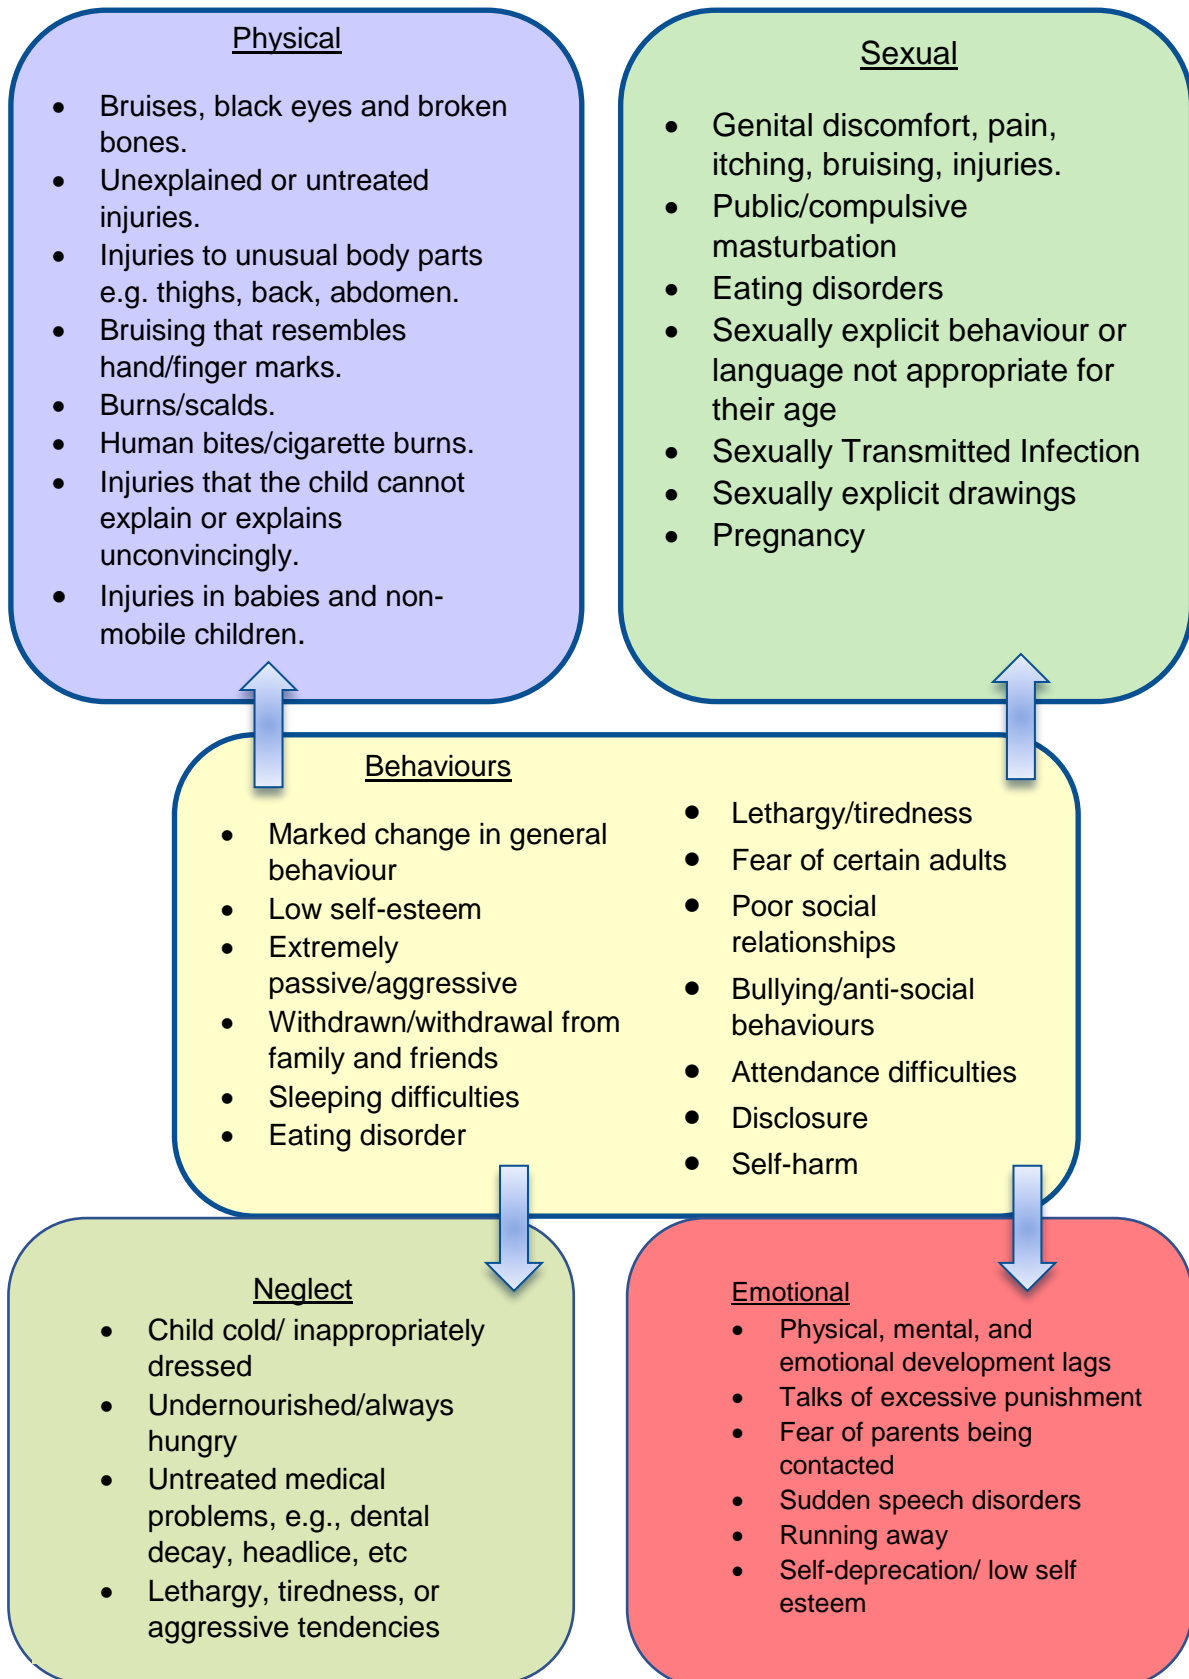 Physical
• Bruises, black eyes and broken
bones.
• Unexplained or untreated
injuries.
• Injuries to unusual body parts
e.g. thighs, back, abdomen.
• Bruising that resembles
hand/finger marks.
• Burns/scalds.
• Human bites/cigarette burns.
• Injuries that the child cannot
explain or explains
unconvincingly.
• Injuries in babies and non-
mobile children.
Sexual
• Genital discomfort, pain,
itching, bruising, injuries.
• Public/compulsive
masturbation
• Eating disorders
• Sexually explicit behaviour or
language not appropriate for
their age
• Sexually Transmitted Infection
• Sexually explicit drawings
• Pregnancy
Behaviours
• Marked change in general
behaviour
• Low self-esteem
• Extremely
passive/aggressive
• Withdrawn/withdrawal from
family and friends
• Sleeping difficulties
• Eating disorder
• Lethargy/tiredness
• Fear of certain adults
• Poor social
relationships
• Bullying/anti-social
behaviours
• Attendance difficulties
• Disclosure
• Self-harm
Neglect
• Child cold/ inappropriately
dressed
• Undernourished/always
hungry
• Untreated medical
problems, e.g., dental
decay, headlice, etc
• Lethargy, tiredness, or
aggressive tendencies
Emotional
• Physical, mental, and
emotional development lags
• Talks of excessive punishment
• Fear of parents being
contacted
• Sudden speech disorders
• Running away
• Self-deprecation/ low self
esteem